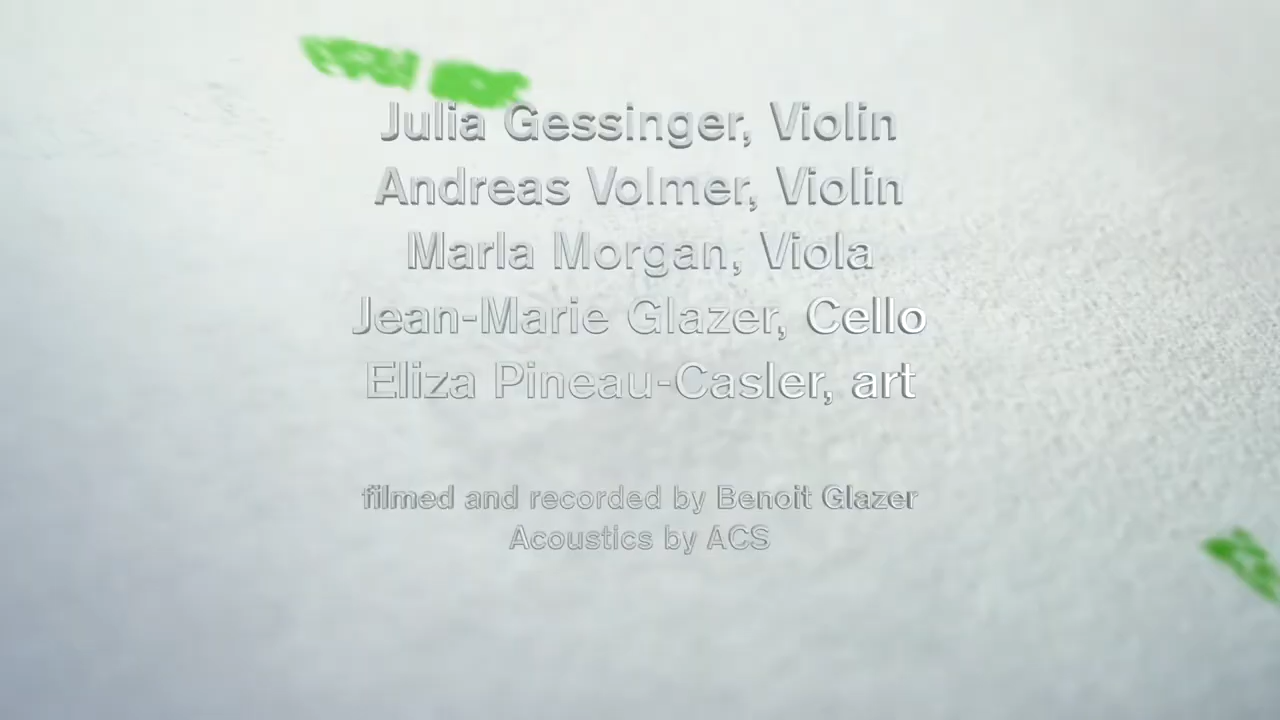 Julia Gessinger, Violin
Andreas Volmer, Violin
Marla Morgan, Viola
Jean-Marie Glazer, Cello
Eliza Pineau-Casler, art
filmed and recorded by Benoit Glazer
Acoustics by ACS